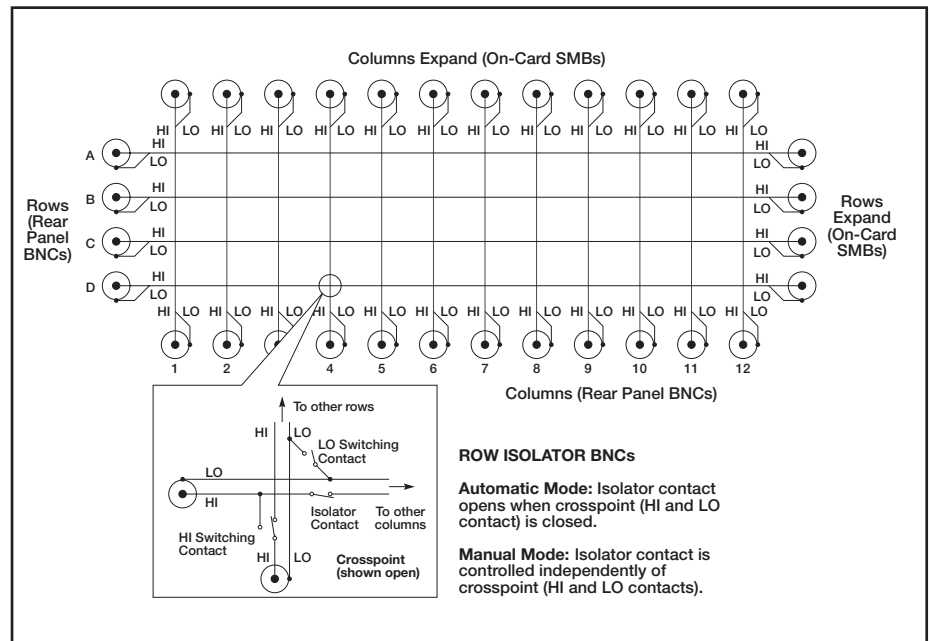 Columns Expand (On-Card SMBs)
HI LO HI LO HI LO HI LO HI LO HI LO HI LO HI LO HI LO HI LO HI LO HI LO
A HI HI
LO LO
B HI HI
LO LO
Rows
(Rear
Panel
BNCs)
Rows
Expand
(On-Card
SMBs)
C HI HI
LO LO
D HI HI
LO LO
HI LO HI LO HI LO HI LO HI LO HI LO HI LO HI LO HI LO HI LO HI LO HI LO
1 2 4 5 6 7 8 9 10 11 12
Columns (Rear Panel BNCs)
To other rows
HI LO
LO Switching
Contact
LO
HI
Isolator
Contact
To other
columns
HI Switching
Contact
HI LO
Crosspoint
(shown open)
ROW ISOLATOR BNCs
Automatic Mode: Isolator contact
opens when crosspoint (HI and LO
contact) is closed.
Manual Mode: Isolator contact is
controlled independently of
crosspoint (HI and LO contacts).